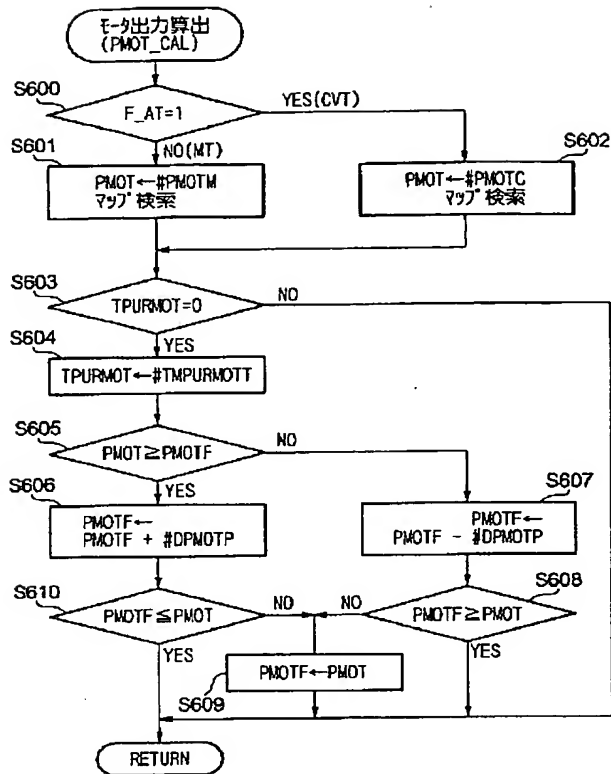 モータ出力算出
(PMOT_CAL)
S600
F_AT=1
YES(CVT)
NO(MT)
S601
PMOT←#PMOTM
マップ検索
S602
PMOT←#PMOTC
マップ検索
S603
TPURMOT=0
NO
YES
S604
TPURMOT←#TMPURMOTT
S605
PMOT≧PMOTF
NO
YES
S606
PMOTF←
PMOTF + #DPMOTP
S607
PMOTF←
PMOTF - #DPMOTP
S610
PMOTF≦PMOT
NO
YES
S608
PMOTF≧PMOT
NO
YES
PMOTF←PMOT
S609
RETURN